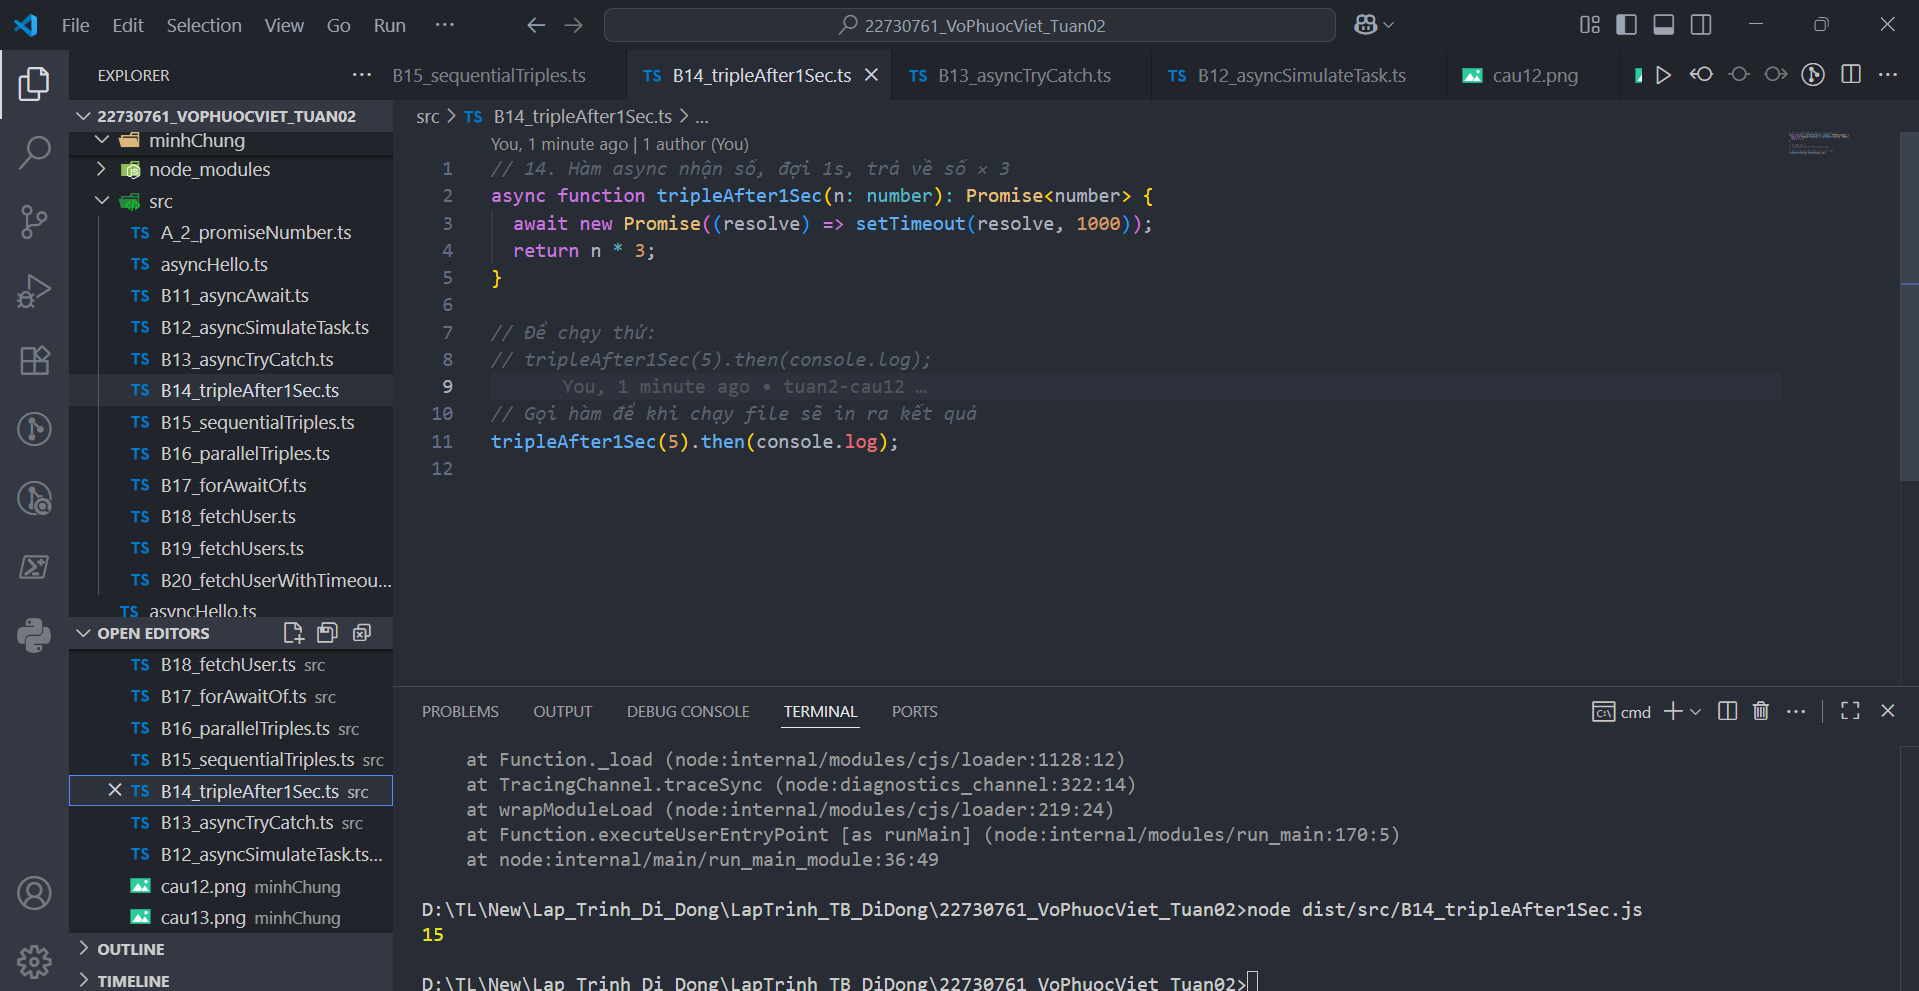 File Edit Selection View Go Run ··· 22730761_VoPhuocViet_Tuan02
EXPLORER ···
22730761_VOPHUOCVIET_TUAN02
minhChung
node_modules
src
TS A_2_promiseNumber.ts
TS asyncHello.ts
TS B11_asyncAwait.ts
TS B12_asyncSimulateTask.ts
TS B13_asyncTryCatch.ts
TS B14_tripleAfter1Sec.ts
TS B15_sequentialTriples.ts
TS B16_parallelTriples.ts
TS B17_forAwaitOf.ts
TS B18_fetchUser.ts
TS B19_fetchUsers.ts
TS B20_fetchUserWithTimeou...
TS asyncHello.ts
OPEN EDITORS
TS B18_fetchUser.ts src
TS B17_forAwaitOf.ts src
TS B16_parallelTriples.ts src
TS B15_sequentialTriples.ts src
TS B14_tripleAfter1Sec.ts src
TS B13_asyncTryCatch.ts src
TS B12_asyncSimulateTask.ts...
cau12.png minhChung
cau13.png minhChung
OUTLINE
TIMELINE
B15_sequentialTriples.ts TS B14_tripleAfter1Sec.ts TS B13_asyncTryCatch.ts TS B12_asyncSimulateTask.ts cau12.png
src > TS B14_tripleAfter1Sec.ts > ...
You, 1 minute ago | 1 author (You)
1 // 14. Hàm async nhận số, đợi 1s, trả về số × 3
2 async function tripleAfter1Sec(n: number): Promise<number> {
3 await new Promise((resolve) => setTimeout(resolve, 1000));
4 return n * 3;
5 }
6
7 // Để chạy thử:
8 // tripleAfter1Sec(5).then(console.log);
9 You, 1 minute ago • tuan2-cau12 …
10 // Gọi hàm để khi chạy file sẽ in ra kết quả
11 tripleAfter1Sec(5).then(console.log);
12
PROBLEMS OUTPUT DEBUG CONSOLE TERMINAL PORTS cmd
at Function._load (node:internal/modules/cjs/loader:1128:12)
at TracingChannel.traceSync (node:diagnostics_channel:322:14)
at wrapModuleLoad (node:internal/modules/cjs/loader:219:24)
at Function.executeUserEntryPoint [as runMain] (node:internal/modules/run_main:170:5)
at node:internal/main/run_main_module:36:49
D:\TL\New\Lap_Trinh_Di_Dong\LapTrinh_TB_DiDong\22730761_VoPhuocViet_Tuan02>node dist/src/B14_tripleAfter1Sec.js
15
D:\TL\New\Lap_Trinh_Di_Dong\LapTrinh_TB_DiDong\22730761_VoPhuocViet_Tuan02>